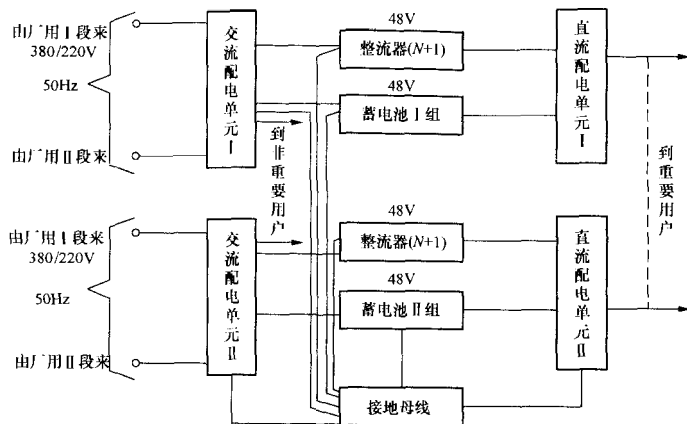 由厂用Ⅰ段来
380/220V
50Hz
由厂用Ⅱ段来
交流配电单元Ⅰ
到非重要用户
48V
整流器(N+1)
48V
蓄电池Ⅰ组
直流配电单元Ⅰ
到重要用户
由厂用Ⅰ段来
380/220V
50Hz
由厂用Ⅱ段来
交流配电单元Ⅱ
48V
整流器(N+1)
48V
蓄电池Ⅱ组
直流配电单元Ⅱ
接地母线